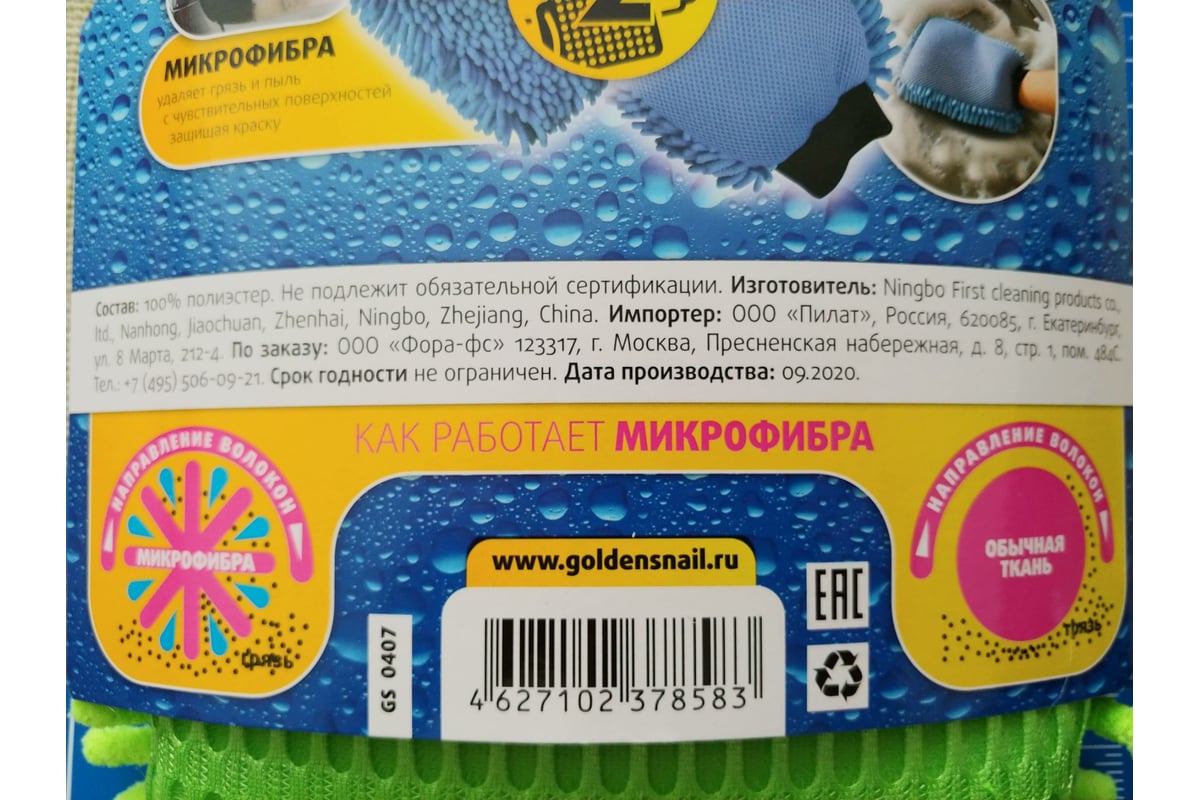 МИКРОФИБРА
удаляет грязь и пыль
с чувствительных поверхностей
защищая краску
Состав: 100% полиэстер. Не подлежит обязательной сертификации. Изготовитель: Ningbo First cleaning products co.,
ltd., Nanhong, Jiaochuan, Zhenhai, Ningbo, Zhejiang, China. Импортер: ООО «Пилат», Россия, 620085, г. Екатеринбург,
ул. 8 Марта, 212-4. По заказу: ООО «Фора-фс» 123317, г. Москва, Пресненская набережная, д. 8, стр. 1, пом. 484С.
Тел.: +7 (495) 506-09-21. Срок годности не ограничен. Дата производства: 09.2020.
КАК РАБОТАЕТ МИКРОФИБРА
НАПРАВЛЕНИЕ ВОЛОКОН
МИКРОФИБРА
грязь
НАПРАВЛЕНИЕ ВОЛОКОН
ОБЫЧНАЯ
ТКАНЬ
грязь
www.goldensnail.ru
EAC
GS 0407
4 627102 378583